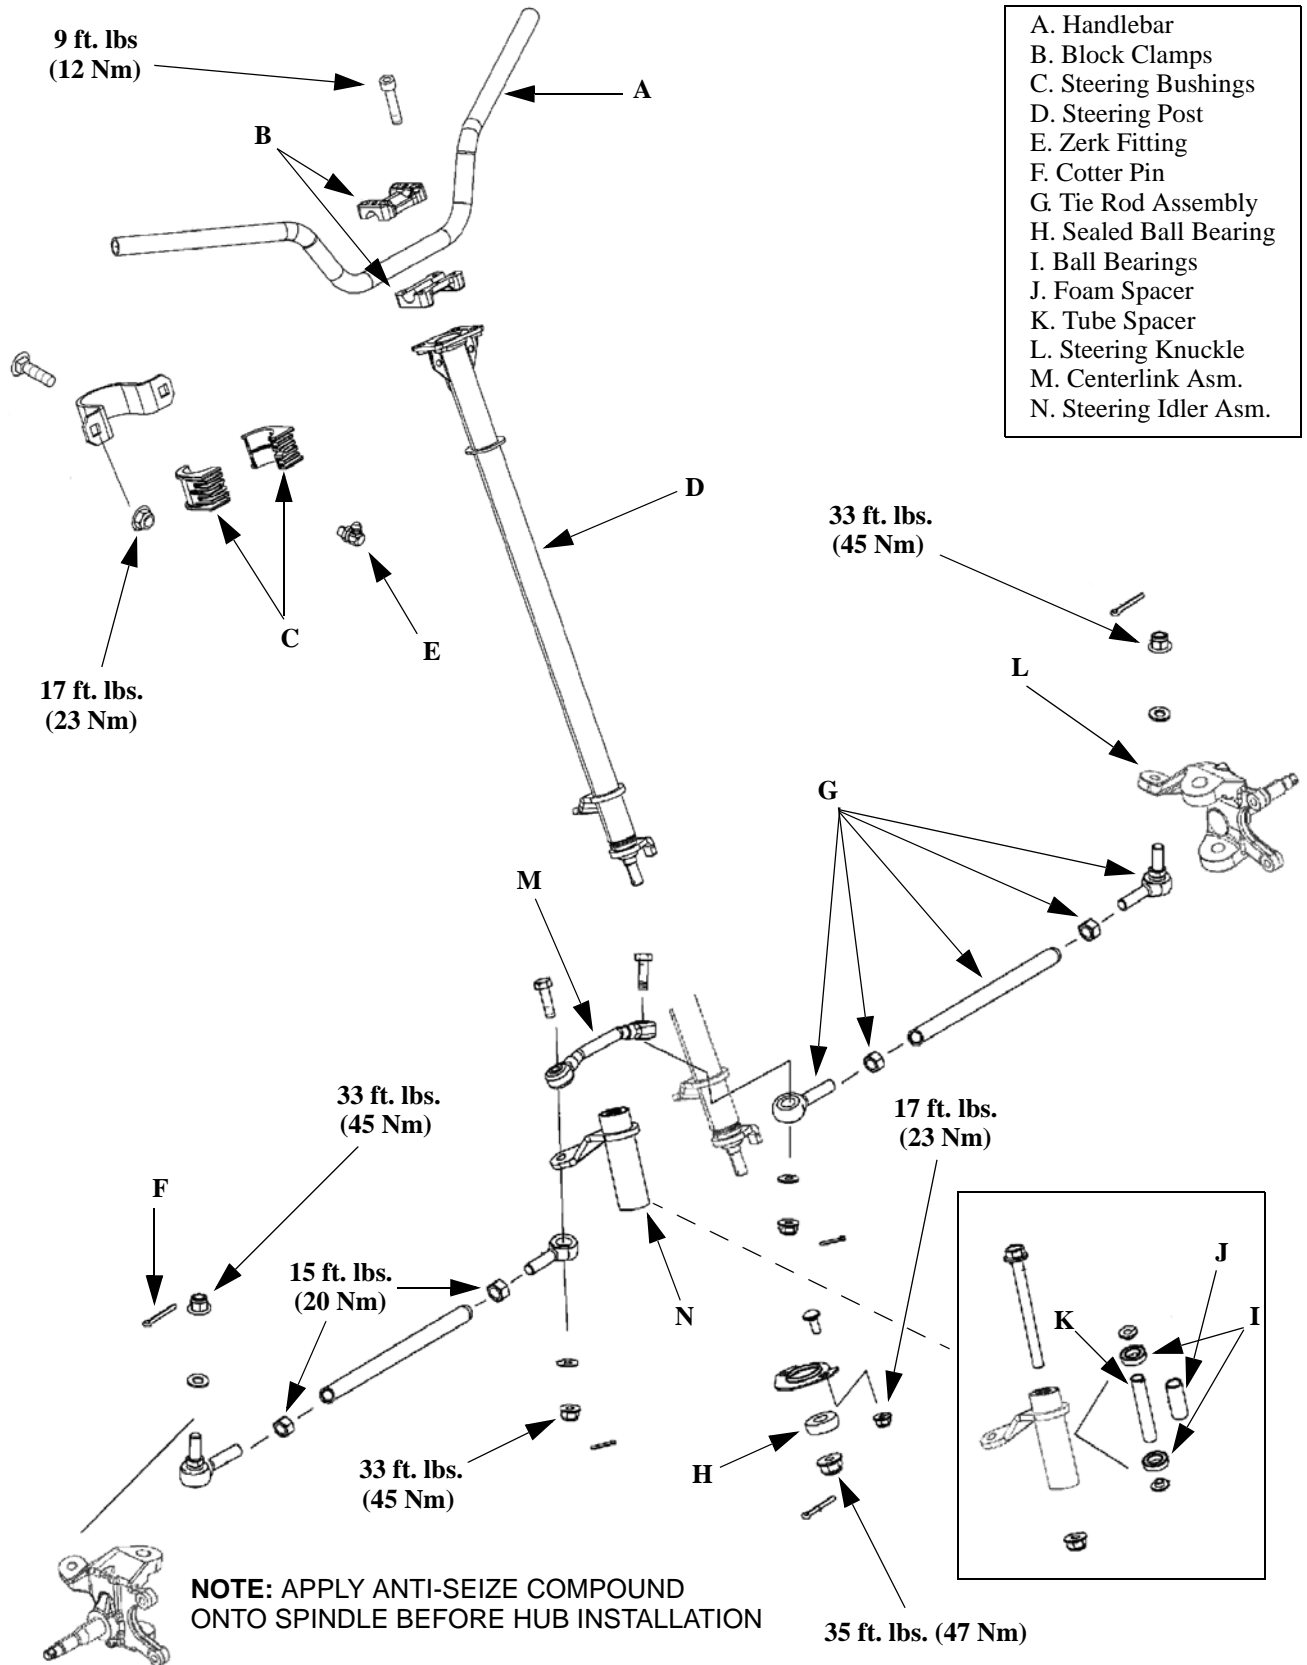 9 ft. lbs
(12 Nm)
A
B
A. Handlebar
B. Block Clamps
C. Steering Bushings
D. Steering Post
E. Zerk Fitting
F. Cotter Pin
G. Tie Rod Assembly
H. Sealed Ball Bearing
I. Ball Bearings
J. Foam Spacer
K. Tube Spacer
L. Steering Knuckle
M. Centerlink Asm.
N. Steering Idler Asm.
D
33 ft. lbs.
(45 Nm)
C
E
L
17 ft. lbs.
(23 Nm)
G
M
33 ft. lbs.
(45 Nm)
17 ft. lbs.
(23 Nm)
F
15 ft. lbs.
(20 Nm)
N
J
K
I
33 ft. lbs.
(45 Nm)
H
NOTE: APPLY ANTI-SEIZE COMPOUND
ONTO SPINDLE BEFORE HUB INSTALLATION
35 ft. lbs. (47 Nm)